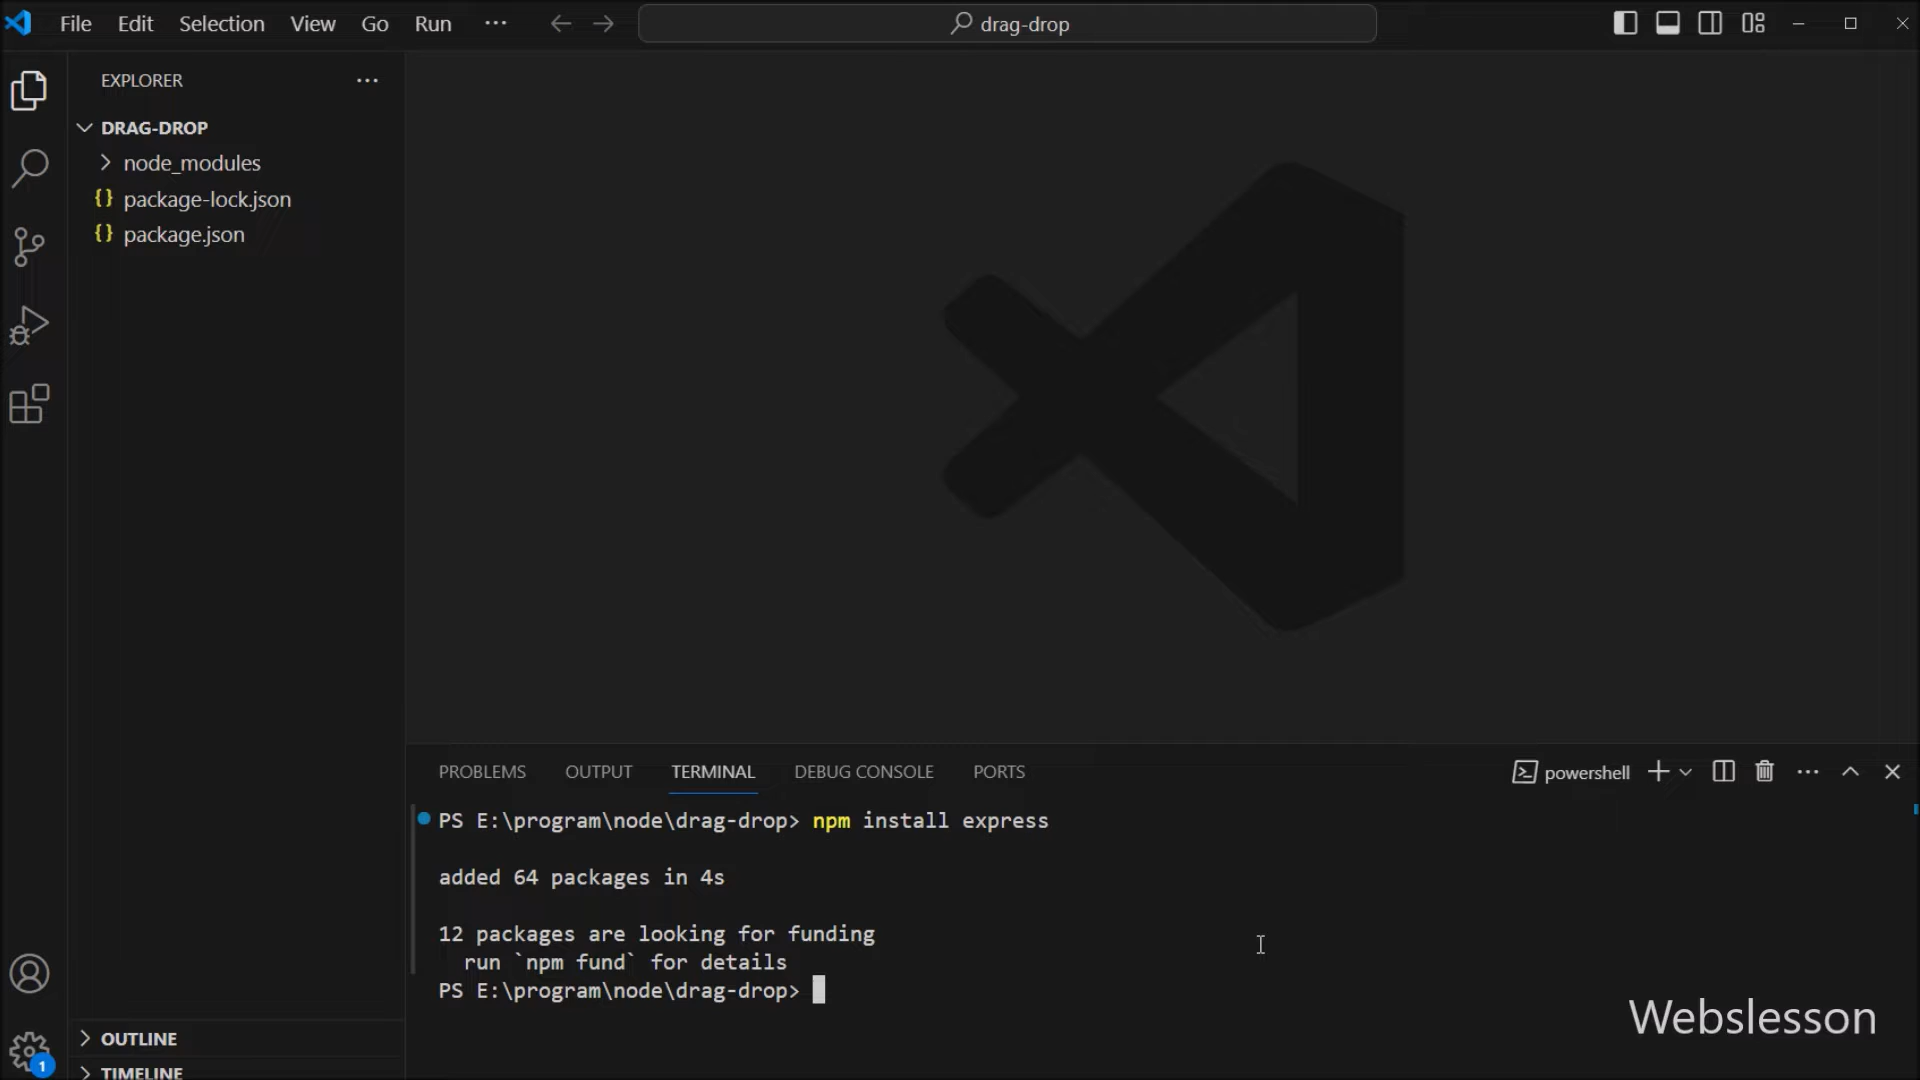 File Edit Selection View Go Run ··· drag-drop
EXPLORER ···
DRAG-DROP
node_modules
{} package-lock.json
{} package.json
PROBLEMS OUTPUT TERMINAL DEBUG CONSOLE PORTS powershell
PS E:\program\node\drag-drop> npm install express
added 64 packages in 4s
12 packages are looking for funding
run `npm fund` for details
PS E:\program\node\drag-drop>
Webslesson
OUTLINE
1
TIMELINE